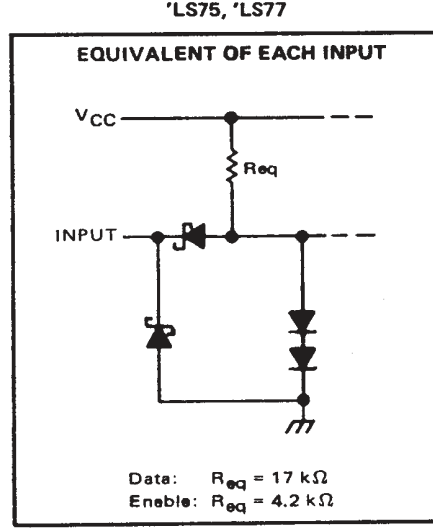 'LS75, 'LS77
EQUIVALENT OF EACH INPUT
VCC
Req
INPUT
Data: Req = 17 kΩ
Enable: Req = 4.2 kΩ